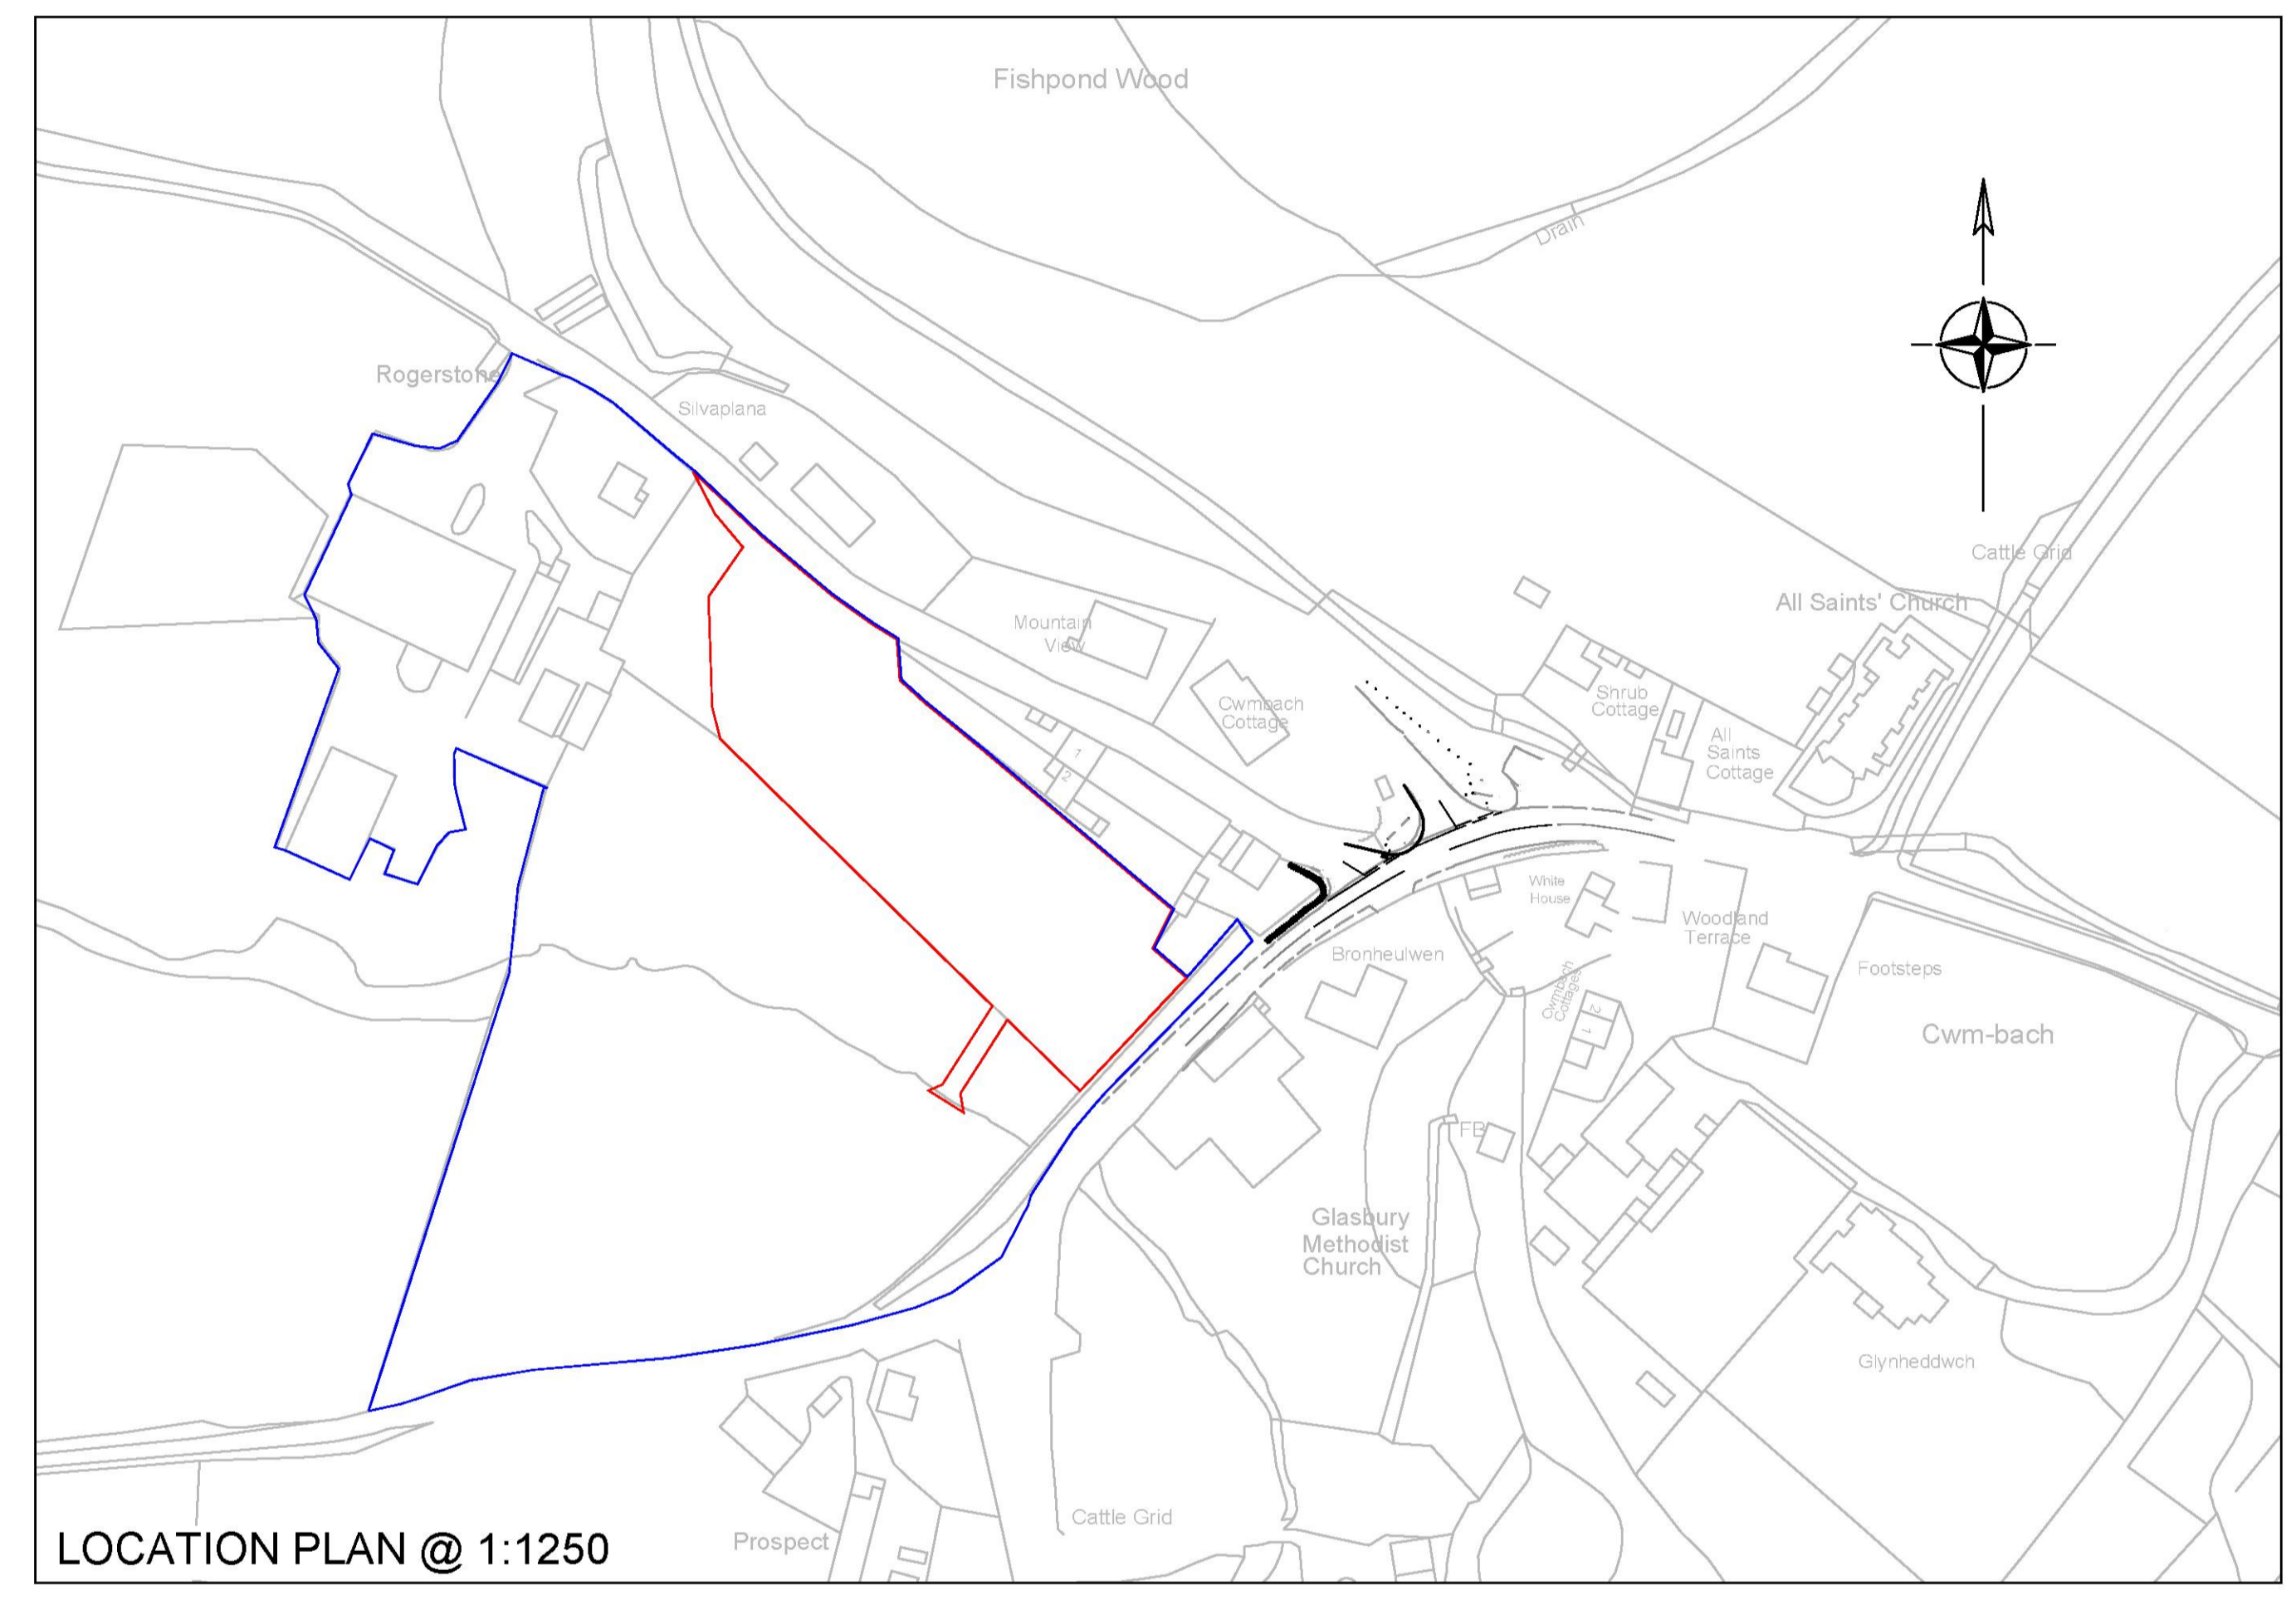 Fishpond Wood
Drain
Rogerstone
Silvaplana
Cattle Grid
All Saints' Church
Mountain
View
Shrub
Cottage
Cwmbach
Cottage
All
Saints
Cottage
1
2
White
House
Woodland
Terrace
Bronheulwen
Footsteps
Cwmbach
Cottages
2
1
Cwm-bach
FB
Glasbury
Methodist
Church
Glynheddwch
Cattle Grid
Prospect
LOCATION PLAN @ 1:1250